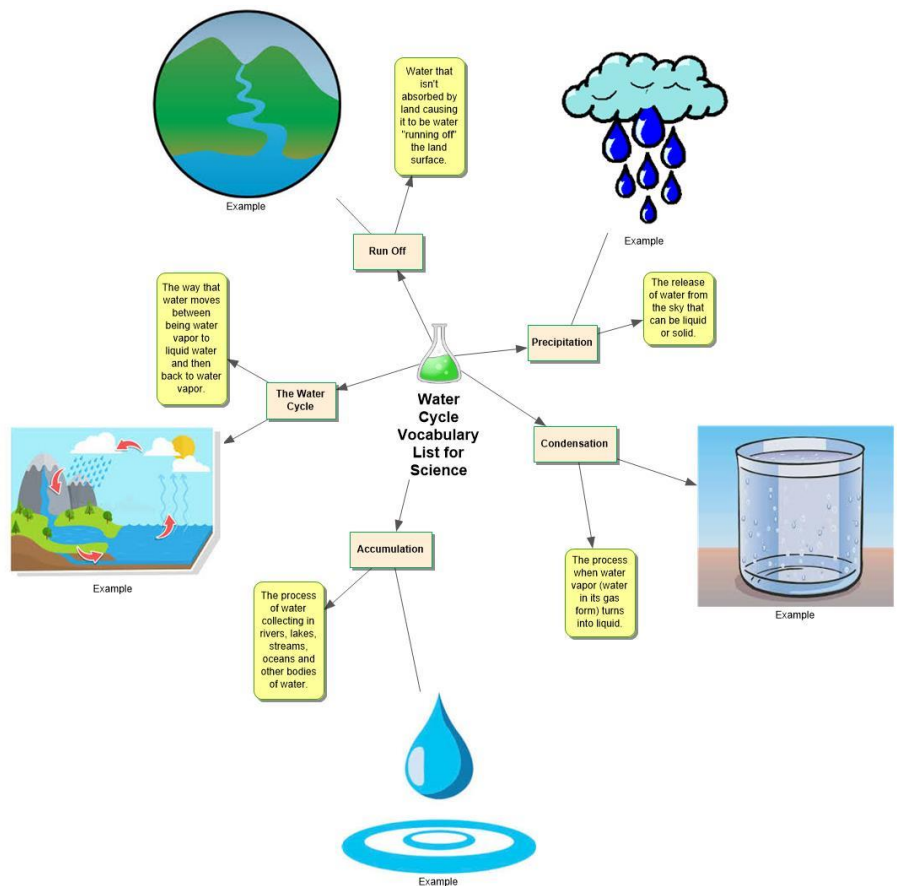 Water that
isn't
absorbed by
land causing
it to be water
"running off"
the land
surface.
Example
Example
Run Off
The way that
water moves
between
being water
vapor to
liquid water
and then
back to water
vapor.
The release
of water from
the sky that
can be liquid
or solid.
Precipitation
The Water
Cycle
Water
Cycle
Vocabulary
List for
Science
Condensation
Accumulation
Example
The process
of water
collecting in
rivers, lakes,
streams,
oceans and
other bodies
of water.
The process
when water
vapor (water
in its gas
form) turns
into liquid.
Example
Example